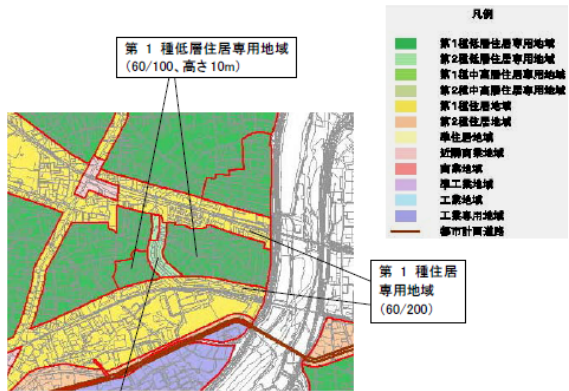 第 1 種低層住居専用地域
(60/100、高さ10m)
凡例
第1種低層住居専用地域
第2種低層住居専用地域
第1種中高層住居専用地域
第2種中高層住居専用地域
第1種住居地域
第2種住居地域
準住居地域
近隣商業地域
商業地域
準工業地域
工業地域
工業専用地域
都市計画道路
第 1 種住居
専用地域
(60/200)